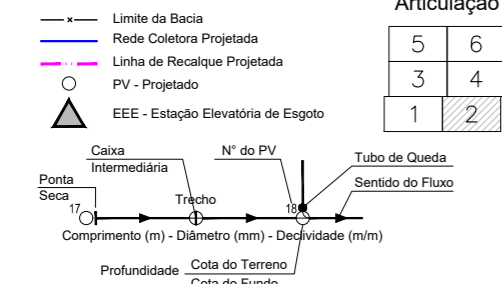 Articulação
Limite da Bacia
Rede Coletora Projetada
Linha de Recalque Projetada
PV - Projetado
EEE - Estação Elevatória de Esgoto
5 6
3 4
1 2
Caixa
Intermediária
N° do PV
Tubo de Queda
Ponta
Seca
Sentido do Fluxo
17
Trecho
18
Comprimento (m) - Diâmetro (mm) - Declividade (m/m)
Profundidade
Cota do Terreno
Cota do Fundo